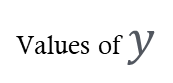 Values of y